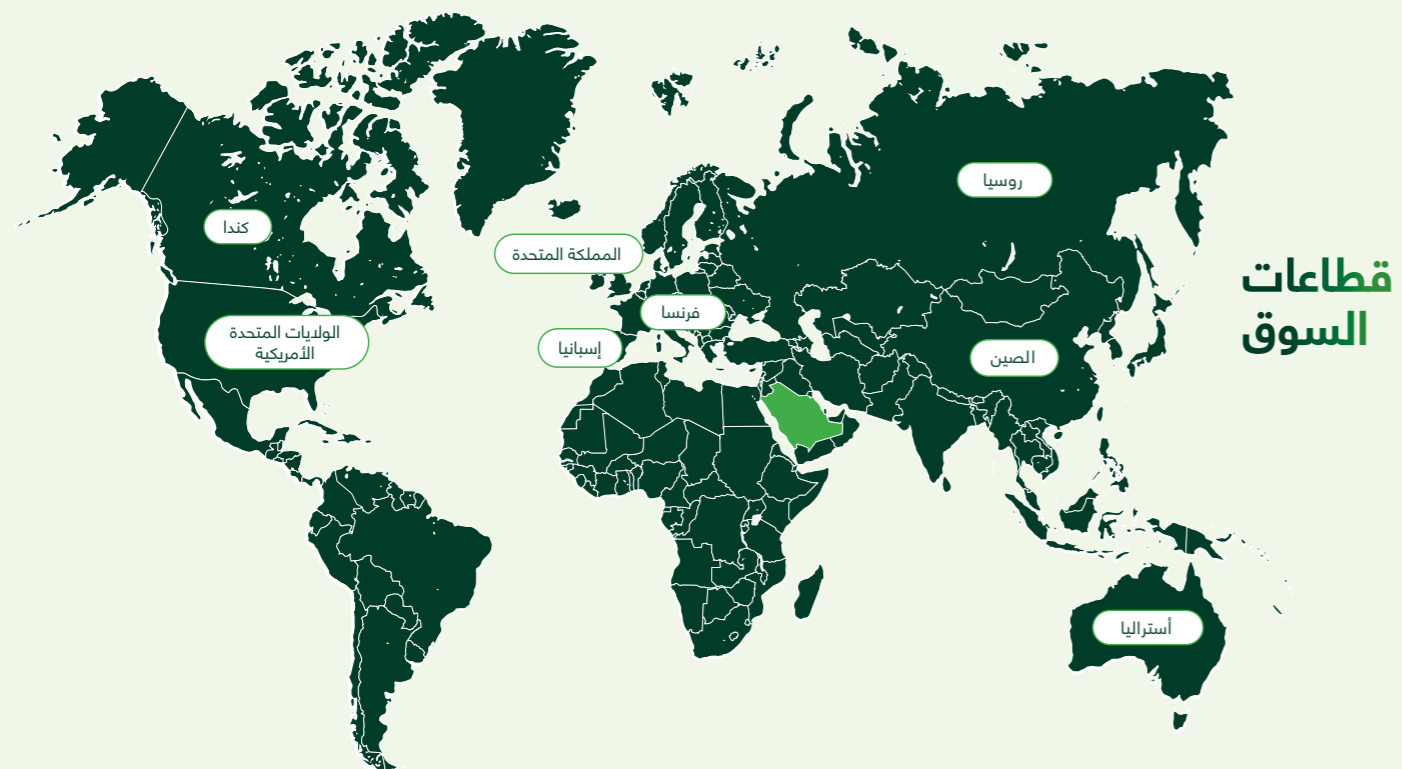 قطاعات
السوق
روسيا
كندا
المملكة المتحدة
فرنسا
الولايات المتحدة
الأمريكية
إسبانيا
الصين
أستراليا